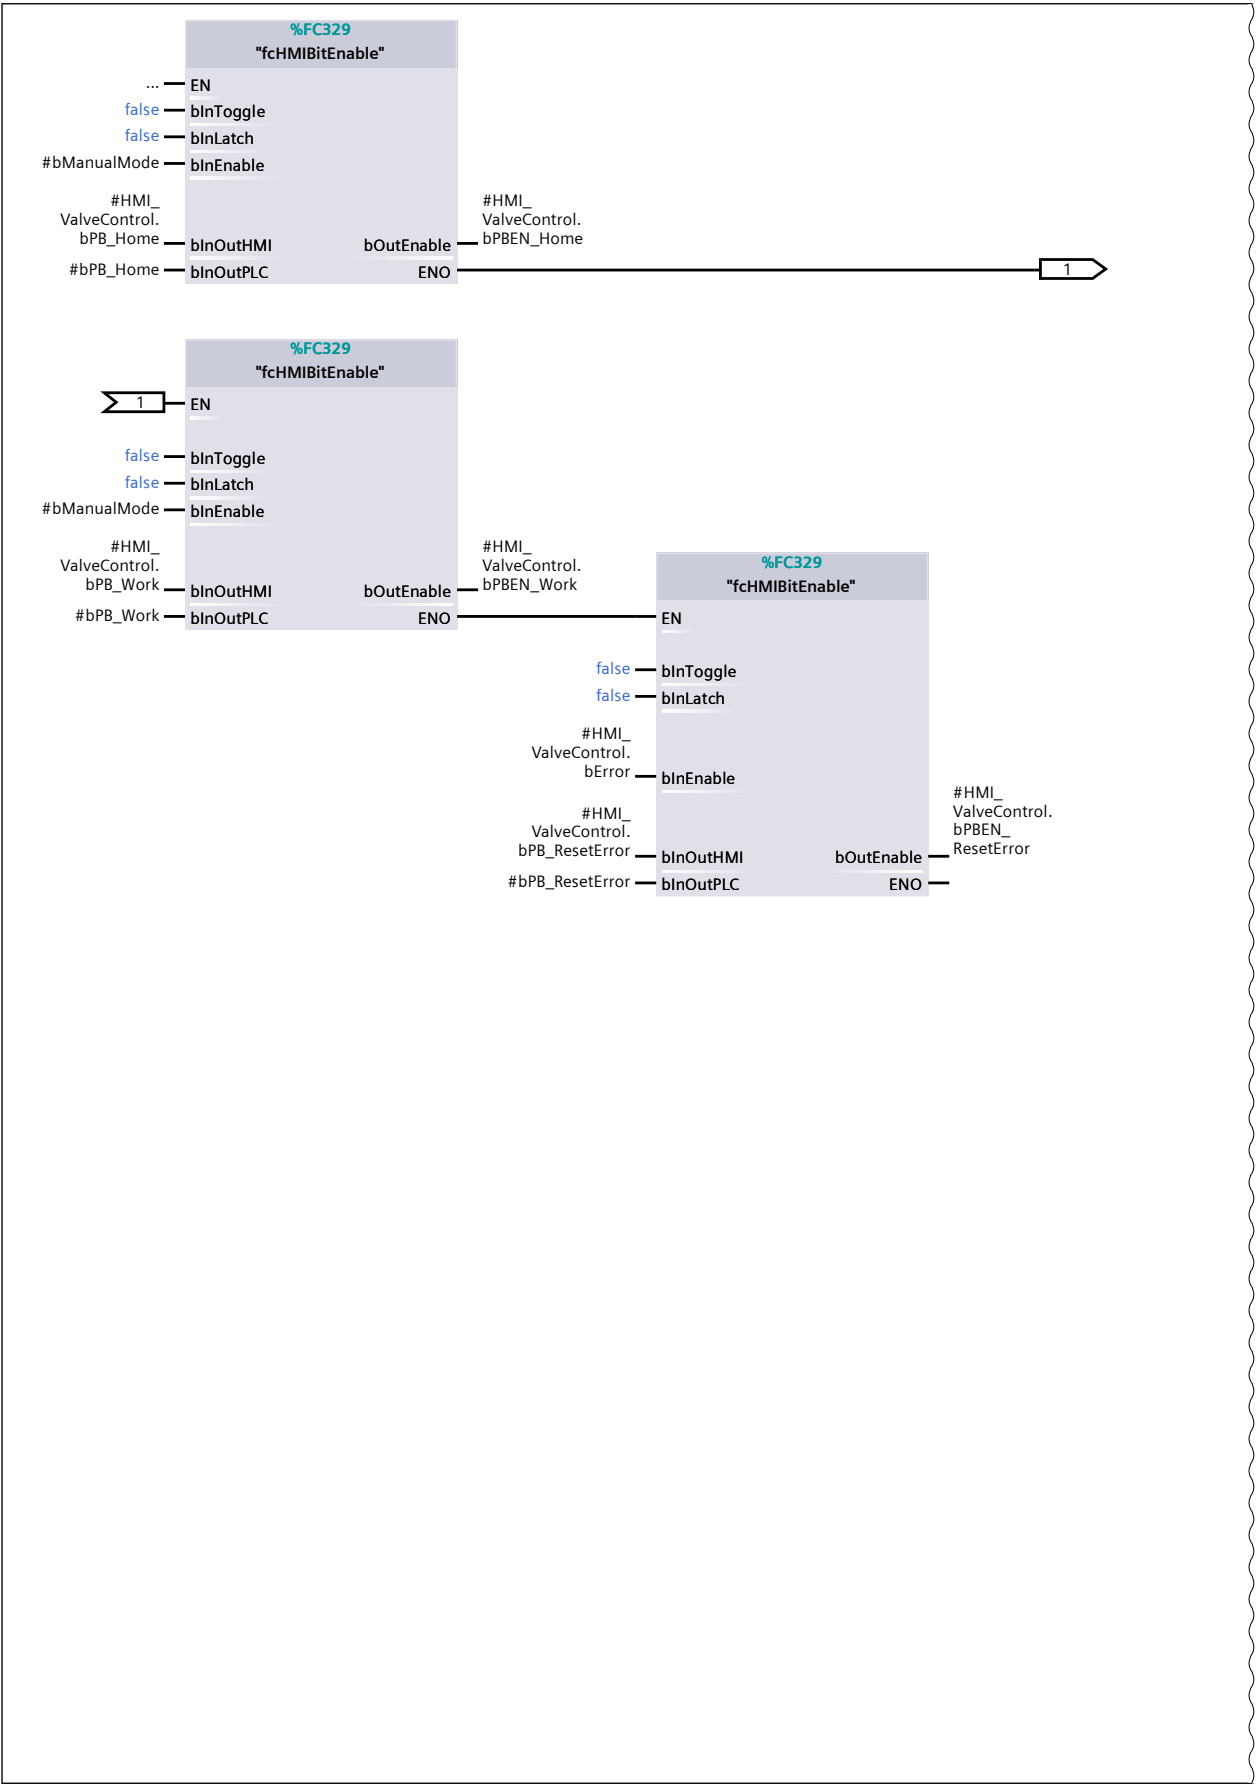 %FC329
"fcHMIBitEnable"
... EN
false bInToggle
false bInLatch
#bManualMode bInEnable
#HMI_
ValveControl.
bPB_Home bInOutHMI
#HMI_
ValveControl.
bOutEnable bPBEN_Home
#bPB_Home bInOutPLC ENO
1
%FC329
"fcHMIBitEnable"
1 EN
false bInToggle
false bInLatch
#bManualMode bInEnable
#HMI_
ValveControl.
bPB_Work bInOutHMI
#HMI_
ValveControl.
bOutEnable bPBEN_Work
#bPB_Work bInOutPLC ENO
%FC329
"fcHMIBitEnable"
EN
false bInToggle
false bInLatch
#HMI_
ValveControl.
bError bInEnable
#HMI_
ValveControl.
bPB_ResetError bInOutHMI
#HMI_
ValveControl.
bPBEN_
bOutEnable ResetError
#bPB_ResetError bInOutPLC ENO